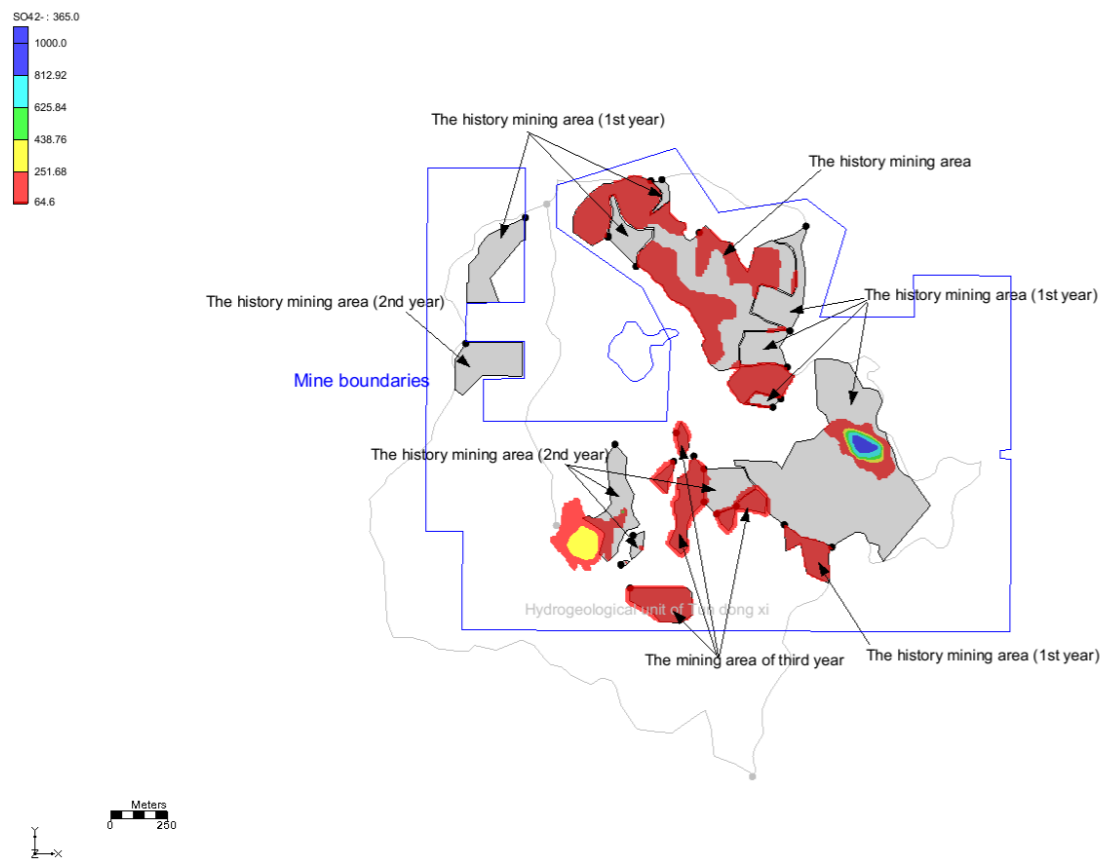 SO42- : 365.0
1000.0
812.92
625.84
438.76
251.68
64.6
The history mining area (1st year)
The history mining area
The history mining area (2nd year)
The history mining area (1st year)
Mine boundaries
The history mining area (2nd year)
Hydrogeological unit of Ton dong xi
The mining area of third year
The history mining area (1st year)
Meters
0 250
Y
Z X